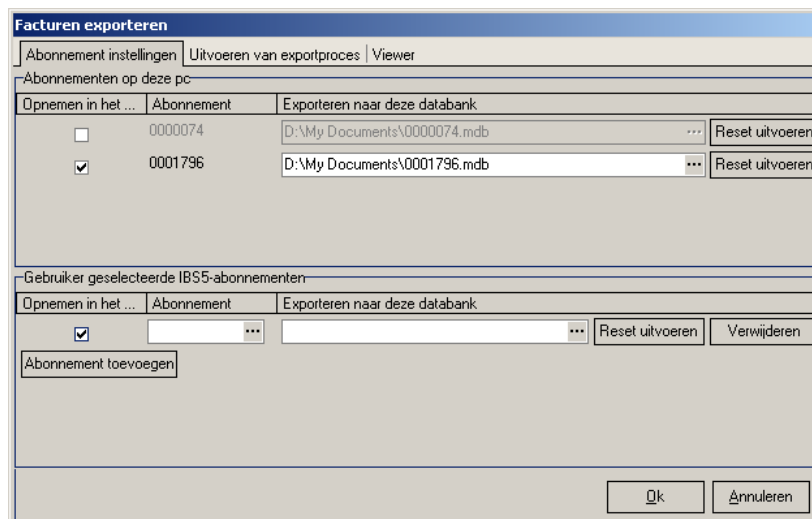 Facturen exporteren
Abonnement instellingen Uitvoeren van exportproces Viewer
Abonnementen op deze pc
Opnemen in het ... Abonnement Exporteren naar deze databank
0000074 D:\My Documents\0000074.mdb ... Reset uitvoeren
0001796 D:\My Documents\0001796.mdb ... Reset uitvoeren
Gebruiker geselecteerde IBS5-abonnementen
Opnemen in het ... Abonnement Exporteren naar deze databank
... ... Reset uitvoeren Verwijderen
Abonnement toevoegen
Ok Annuleren